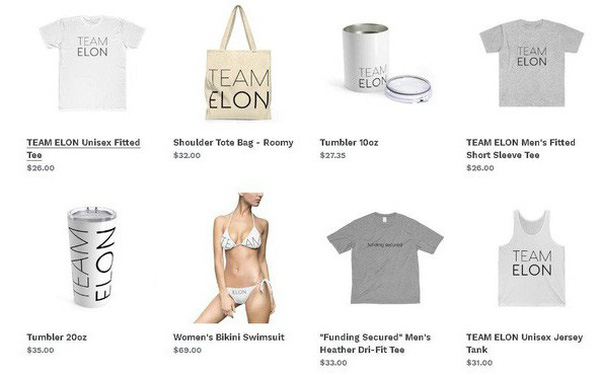 TEAM
ELON
TEAM
ELON
TEAM
ELON
TEAM
ELON
TEAM ELON Unisex Fitted
Tee
$26.00
Shoulder Tote Bag - Roomy
$32.00
Tumbler 10oz
$27.35
TEAM ELON Men's Fitted
Short Sleeve Tee
$26.00
TEAM
ELON
ELON
funding secured
TEAM
ELON
Tumbler 20oz
$35.00
Women's Bikini Swimsuit
$69.00
"Funding Secured" Men's
Heather Dri-Fit Tee
$33.00
TEAM ELON Unisex Jersey
Tank
$31.00